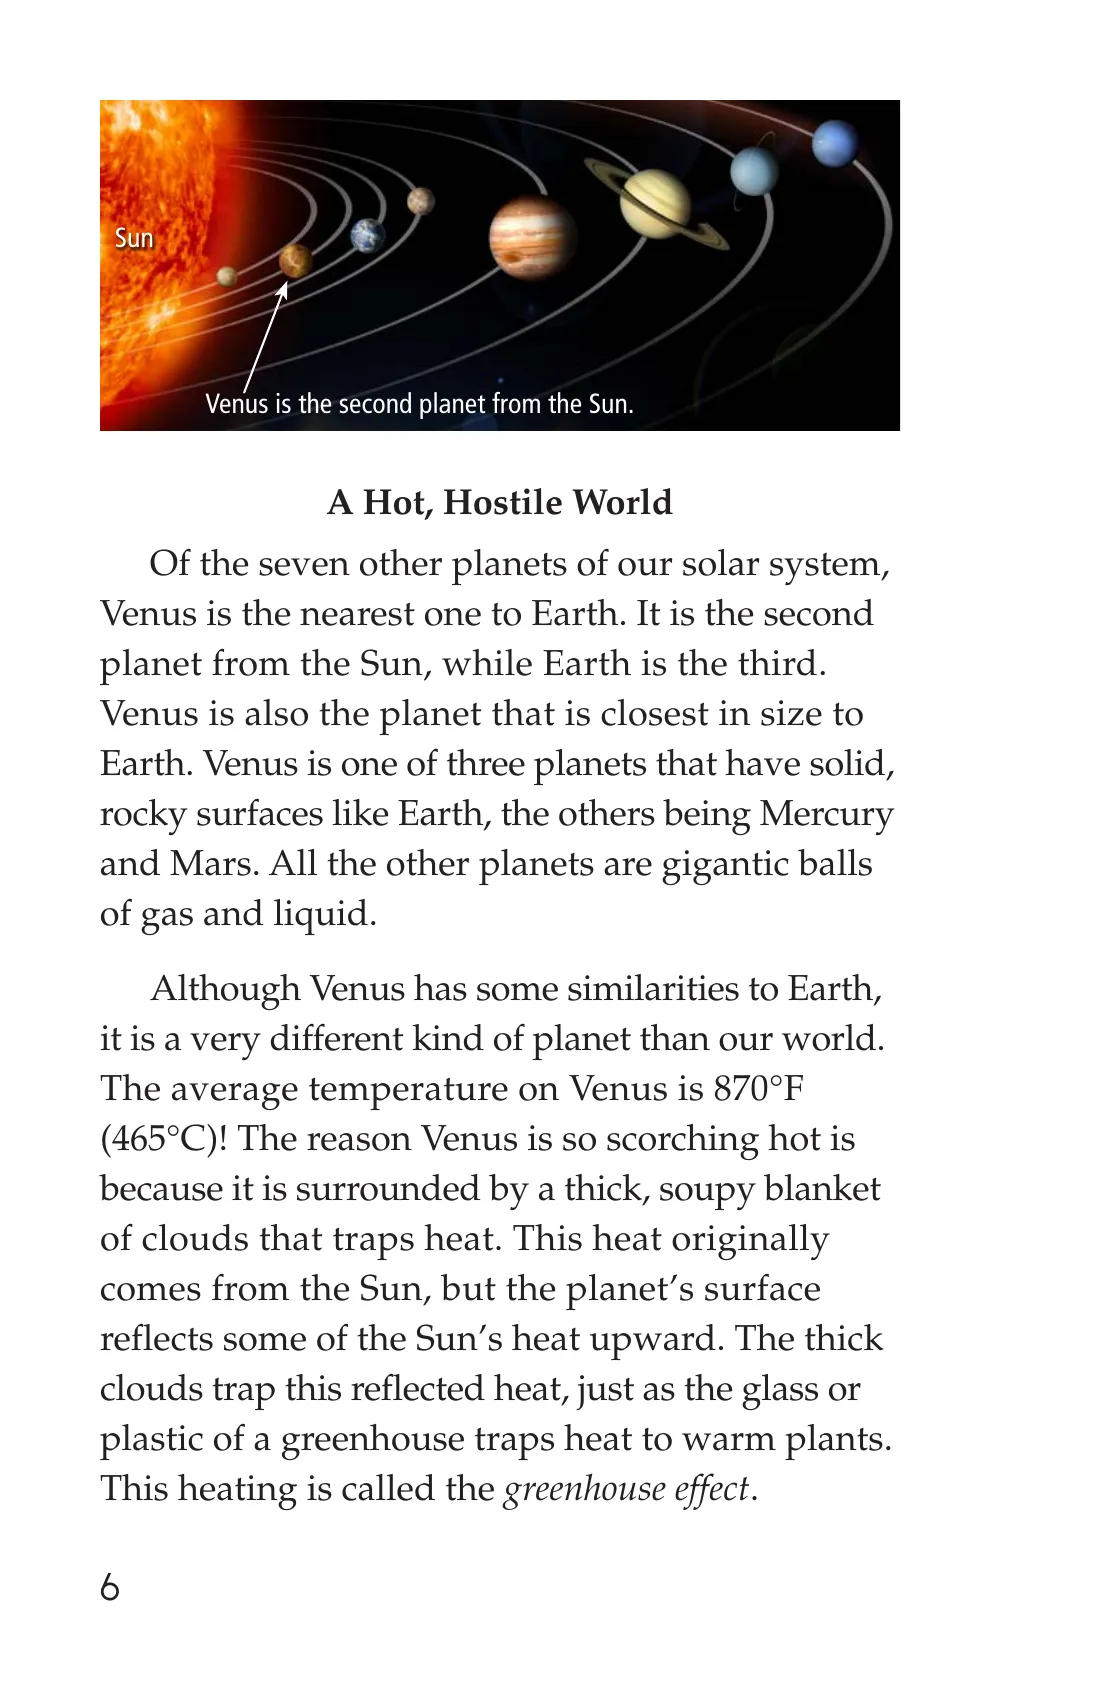 Sun
Venus is the second planet from the Sun.
A Hot, Hostile World
Of the seven other planets of our solar system,
Venus is the nearest one to Earth. It is the second
planet from the Sun, while Earth is the third.
Venus is also the planet that is closest in size to
Earth. Venus is one of three planets that have solid,
rocky surfaces like Earth, the others being Mercury
and Mars. All the other planets are gigantic balls
of gas and liquid.
Although Venus has some similarities to Earth,
it is a very different kind of planet than our world.
The average temperature on Venus is 870°F
(465°C)! The reason Venus is so scorching hot is
because it is surrounded by a thick, soupy blanket
of clouds that traps heat. This heat originally
comes from the Sun, but the planet’s surface
reflects some of the Sun’s heat upward. The thick
clouds trap this reflected heat, just as the glass or
plastic of a greenhouse traps heat to warm plants.
This heating is called the greenhouse effect.
6